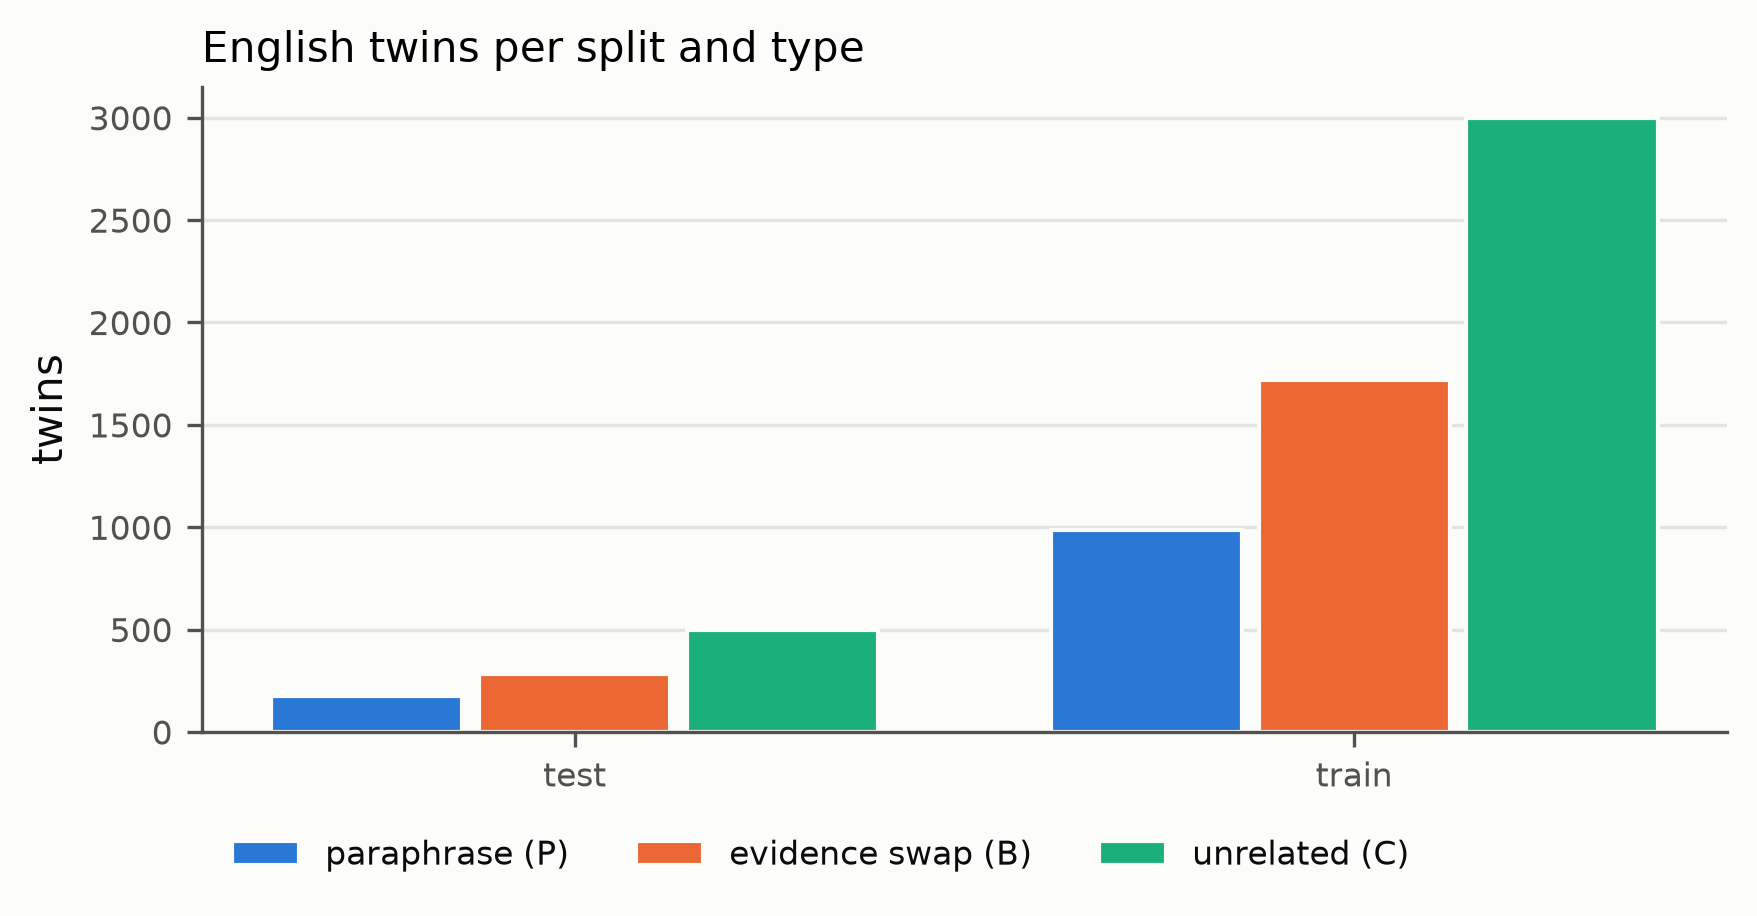 English twins per split and type
twins
3000
2500
2000
1500
1000
500
0
test train
paraphrase (P) evidence swap (B) unrelated (C)